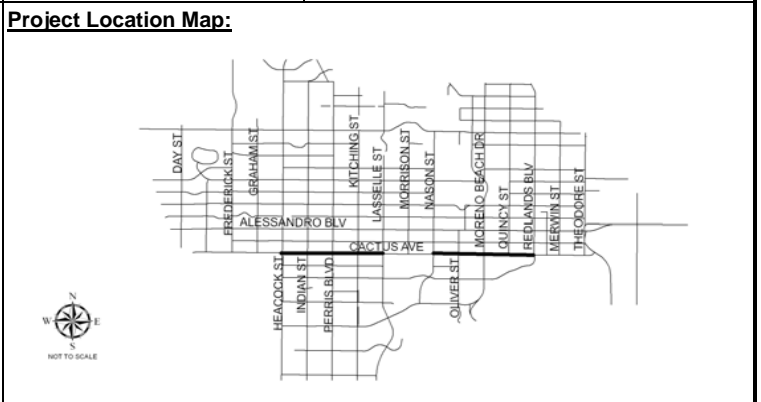 Project Location Map:
DAY ST
FREDERICK ST
GRAHAM ST
KITCHING ST
LASSELLE ST
MORRISON ST
NASON ST
MORENO BEACH DR
QUINCY ST
REDLANDS BLV
MERWIN ST
THEODORE ST
ALESSANDRO BLV
CACTUS AVE
HEACOCK ST
INDIAN ST
PERRIS BLVD
OLIVER ST
N
W
E
S
NOT TO SCALE